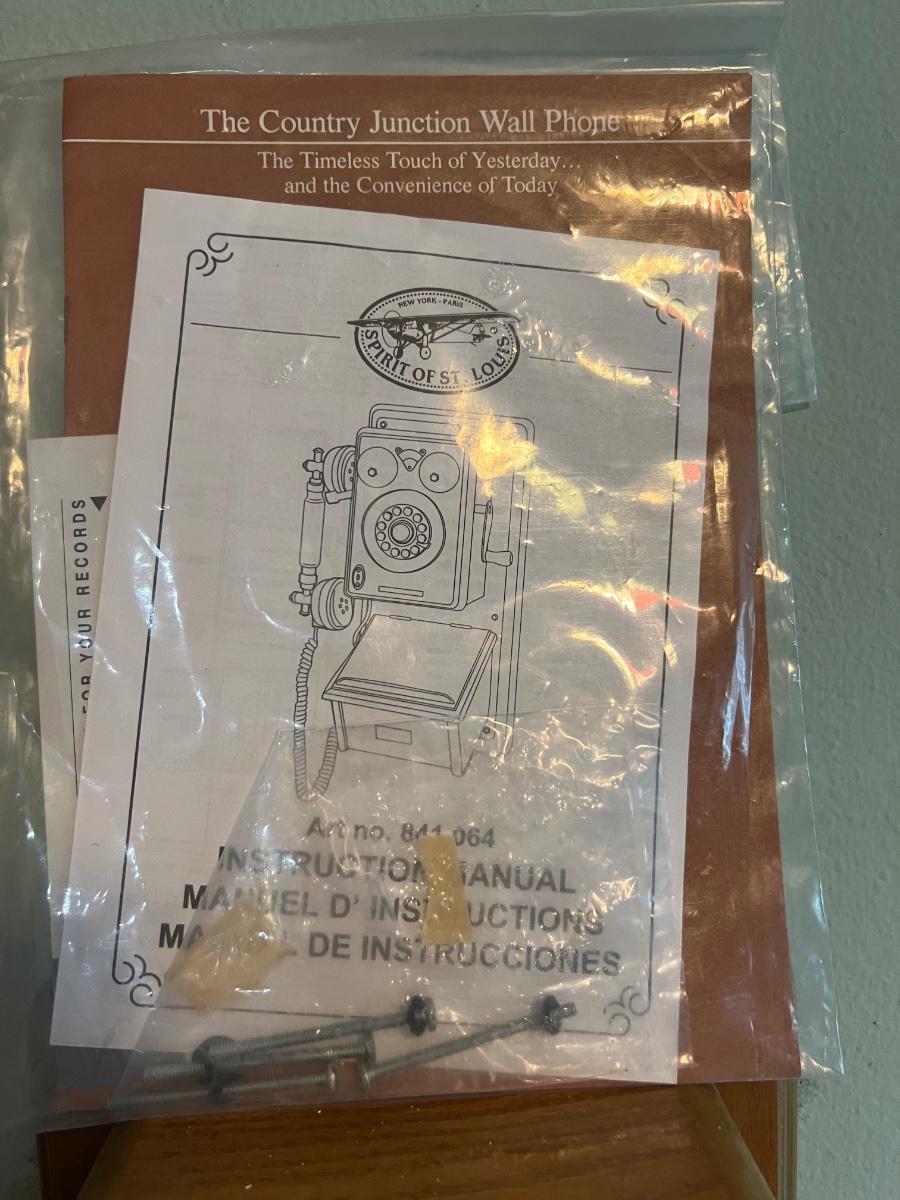 The Country Junction Wall Phone
The Timeless Touch of Yesterday...
and the Convenience of Today
NEW YORK - PARIS
SPIRIT OF ST. LOUIS
FOR YOUR RECORDS
Art no. 841 064
INSTRUCTION MANUAL
MANUEL D' INSTRUCTIONS
MANUAL DE INSTRUCCIONES